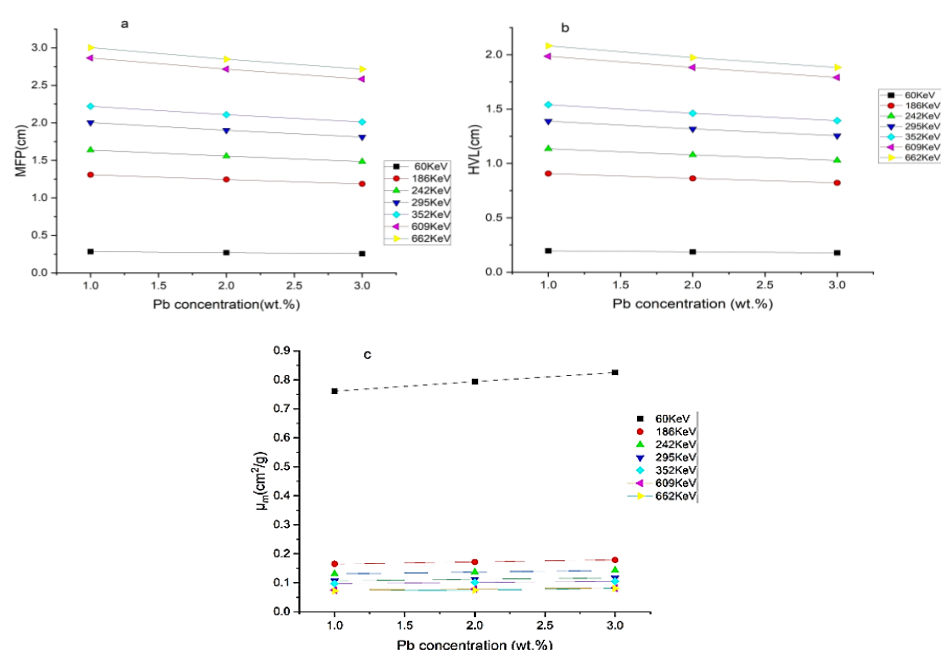 a
MFP(cm)
3.0
2.5
2.0
1.5
1.0
0.5
0.0
1.0 1.5 2.0 2.5 3.0
Pb concentration(wt.%)
60KeV
186KeV
242KeV
295KeV
352KeV
609KeV
662KeV
b
HVL(cm)
2.0
1.5
1.0
0.5
0.0
1.0 1.5 2.0 2.5 3.0
Pb concentration (wt.%)
60KeV
186KeV
242KeV
295KeV
352KeV
609KeV
662KeV
c
μm(cm²/g)
0.9
0.8
0.7
0.6
0.5
0.4
0.3
0.2
0.1
0.0
1.0 1.5 2.0 2.5 3.0
Pb concentration (wt.%)
60KeV
186KeV
242KeV
295KeV
352KeV
609KeV
662KeV